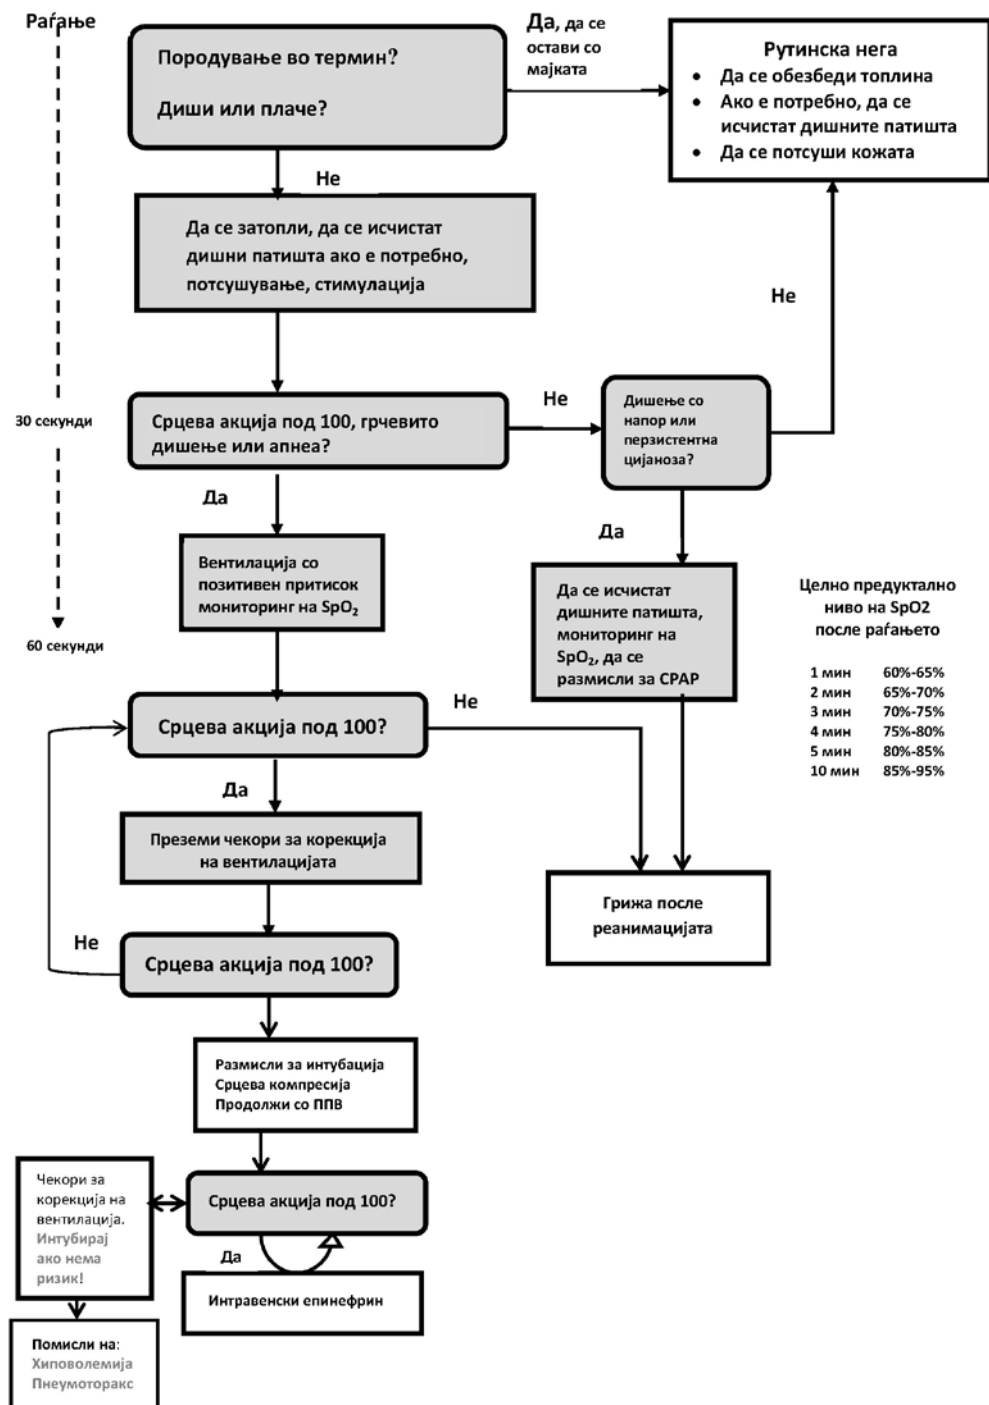 Раѓање
Породување во термин?
Диши или плаче?
Да, да се
остави со
мајката
Рутинска нега
• Да се обезбеди топлина
• Ако е потребно, да се
исчистат дишните патишта
• Да се потсуши кожата
Не
Да се затопли, да се исчистат
дишни патишта ако е потребно,
потсушување, стимулација
Не
30 секунди
Срцева акција под 100, грчевито
дишење или апнеа?
Не
Дишење со
напор или
перзистентна
цијаноза?
Да
Да
Вентилација со
позитивен притисок
мониторинг на SpO₂
60 секунди
Да се исчистат
дишните патишта,
мониторинг на
SpO₂, да се
размисли за CPAP
Целно предуктално
ниво на SpO2
после раѓањето
1 мин 60%-65%
2 мин 65%-70%
3 мин 70%-75%
4 мин 75%-80%
5 мин 80%-85%
10 мин 85%-95%
Срцева акција под 100?
Не
Да
Преземи чекори за корекција
на вентилацијата
Грижа после
реанимацијата
Не
Срцева акција под 100?
Размисли за интубација
Срцева компресија
Продолжи со ППВ
Чекори за
корекција на
вентилација.
Интубирај
ако нема
ризик!
Срцева акција под 100?
Да
Интравенски епинефрин
Помисли на:
Хиповолемија
Пнеумоторакс